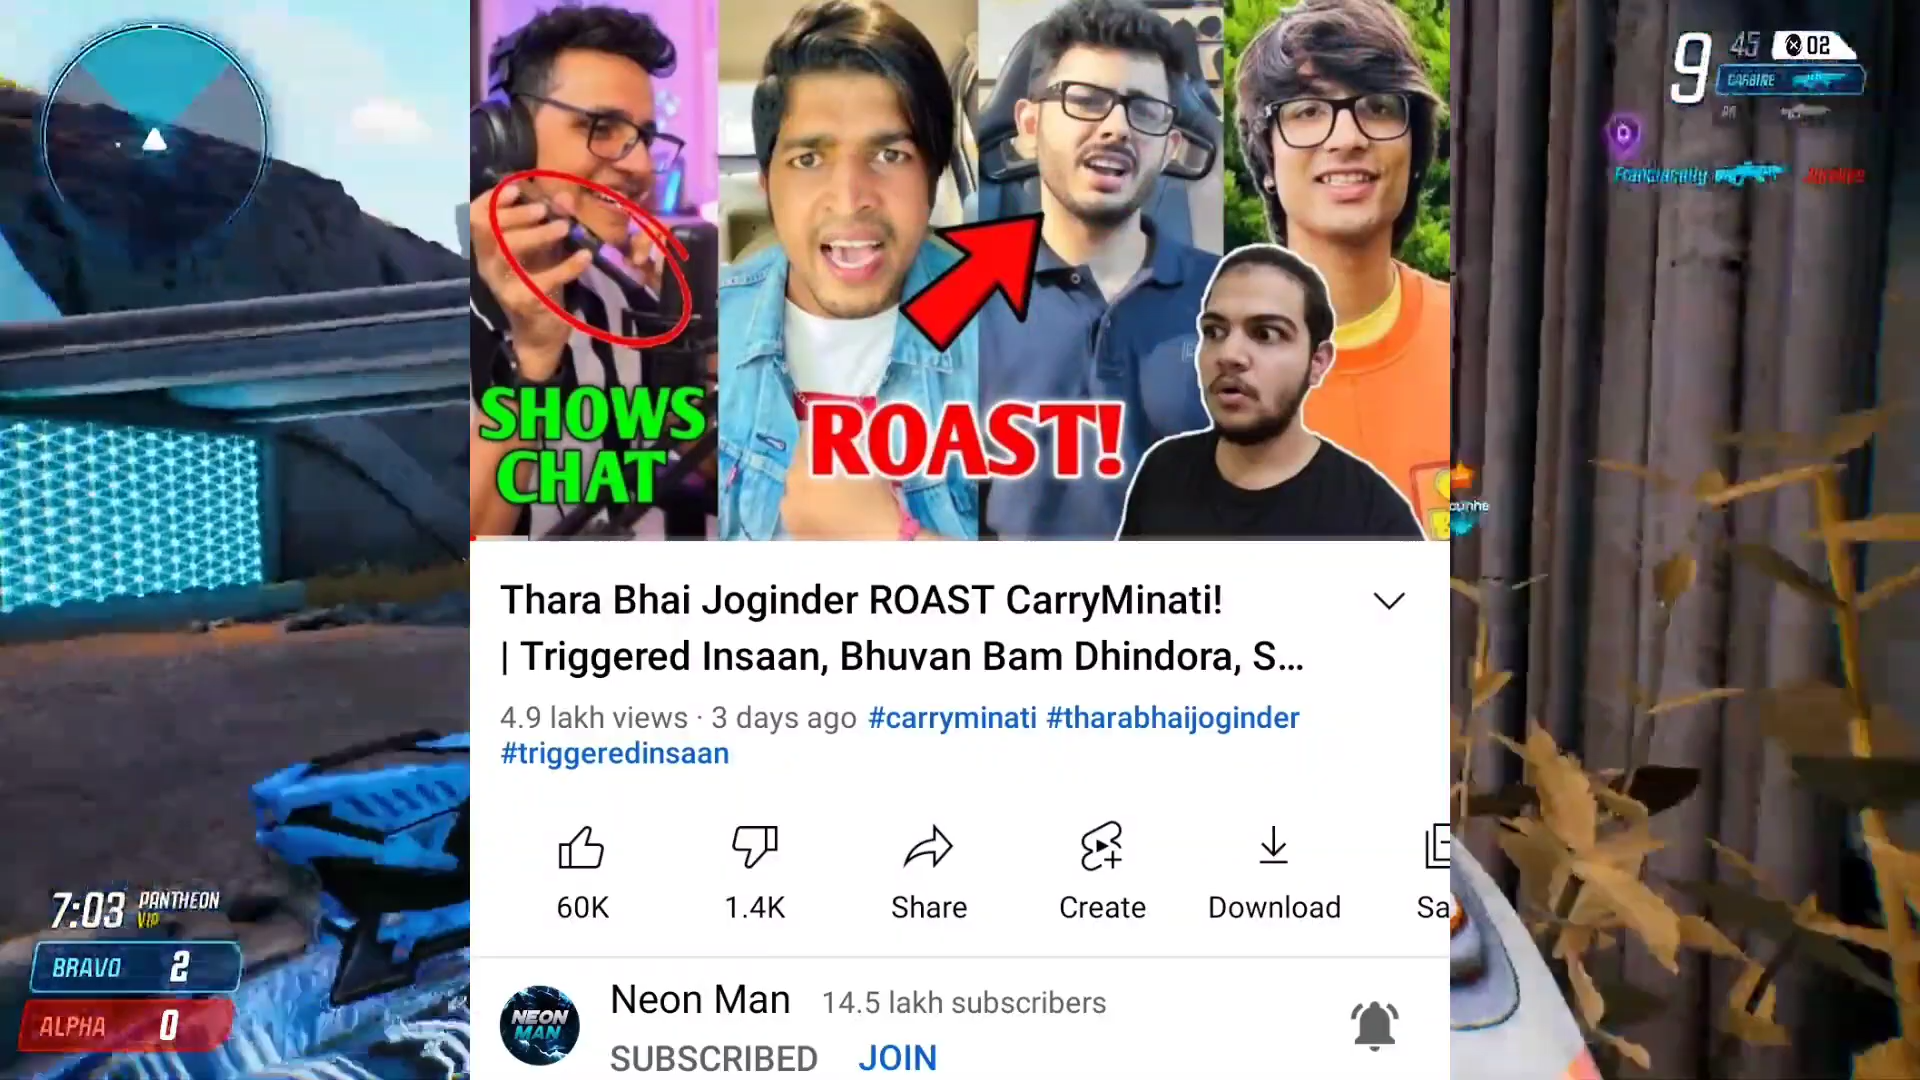 9
45
02
CARBINE
AR
SHOWS
CHAT
ROAST!
Thara Bhai Joginder ROAST CarryMinati!
| Triggered Insaan, Bhuvan Bam Dhindora, S...
4.9 lakh views · 3 days ago #carryminati #tharabhaijoginder
#triggeredinsaan
60K
1.4K
Share
Create
Download
Sa
7:03
PANTHEON
VIP
BRAVO 2
ALPHA 0
NEON
MAN
Neon Man 14.5 lakh subscribers
SUBSCRIBED JOIN